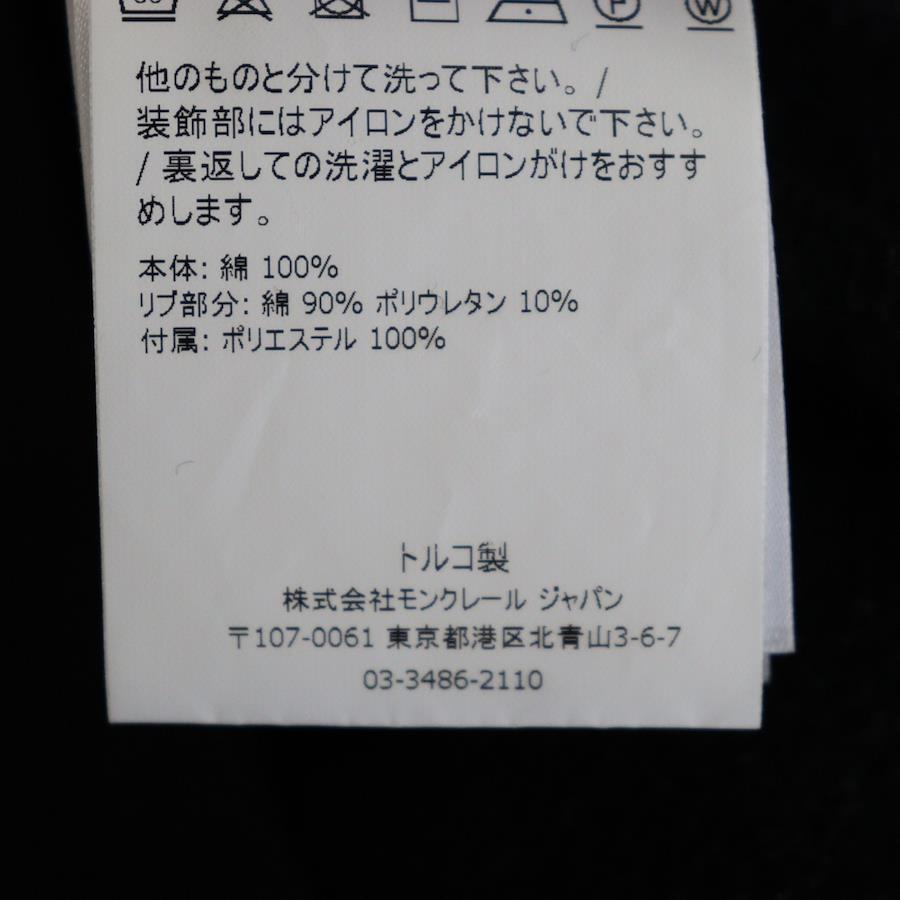 他のものと分けて洗って下さい。/
装飾部にはアイロンをかけないで下さい。
/ 裏返しての洗濯とアイロンがけをおすす
めします。
本体: 綿 100%
リブ部分: 綿 90% ポリウレタン 10%
付属: ポリエステル 100%
トルコ製
株式会社モンクレール ジャパン
〒107-0061 東京都港区北青山3-6-7
03-3486-2110